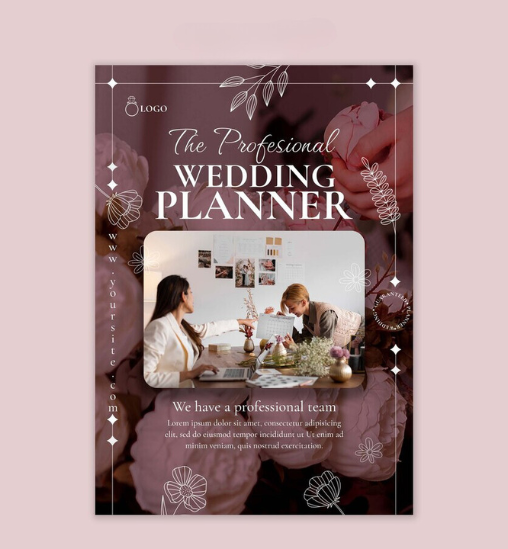 LOGO
The Profesional
WEDDING
PLANNER
www.yoursite.com
We have a professional team
Lorem ipsum dolor sit amet, consectetur adipiscing
elit, sed do eiusmod tempor incididunt ut Ut enim ad
minim veniam, quis nostrud exercitation